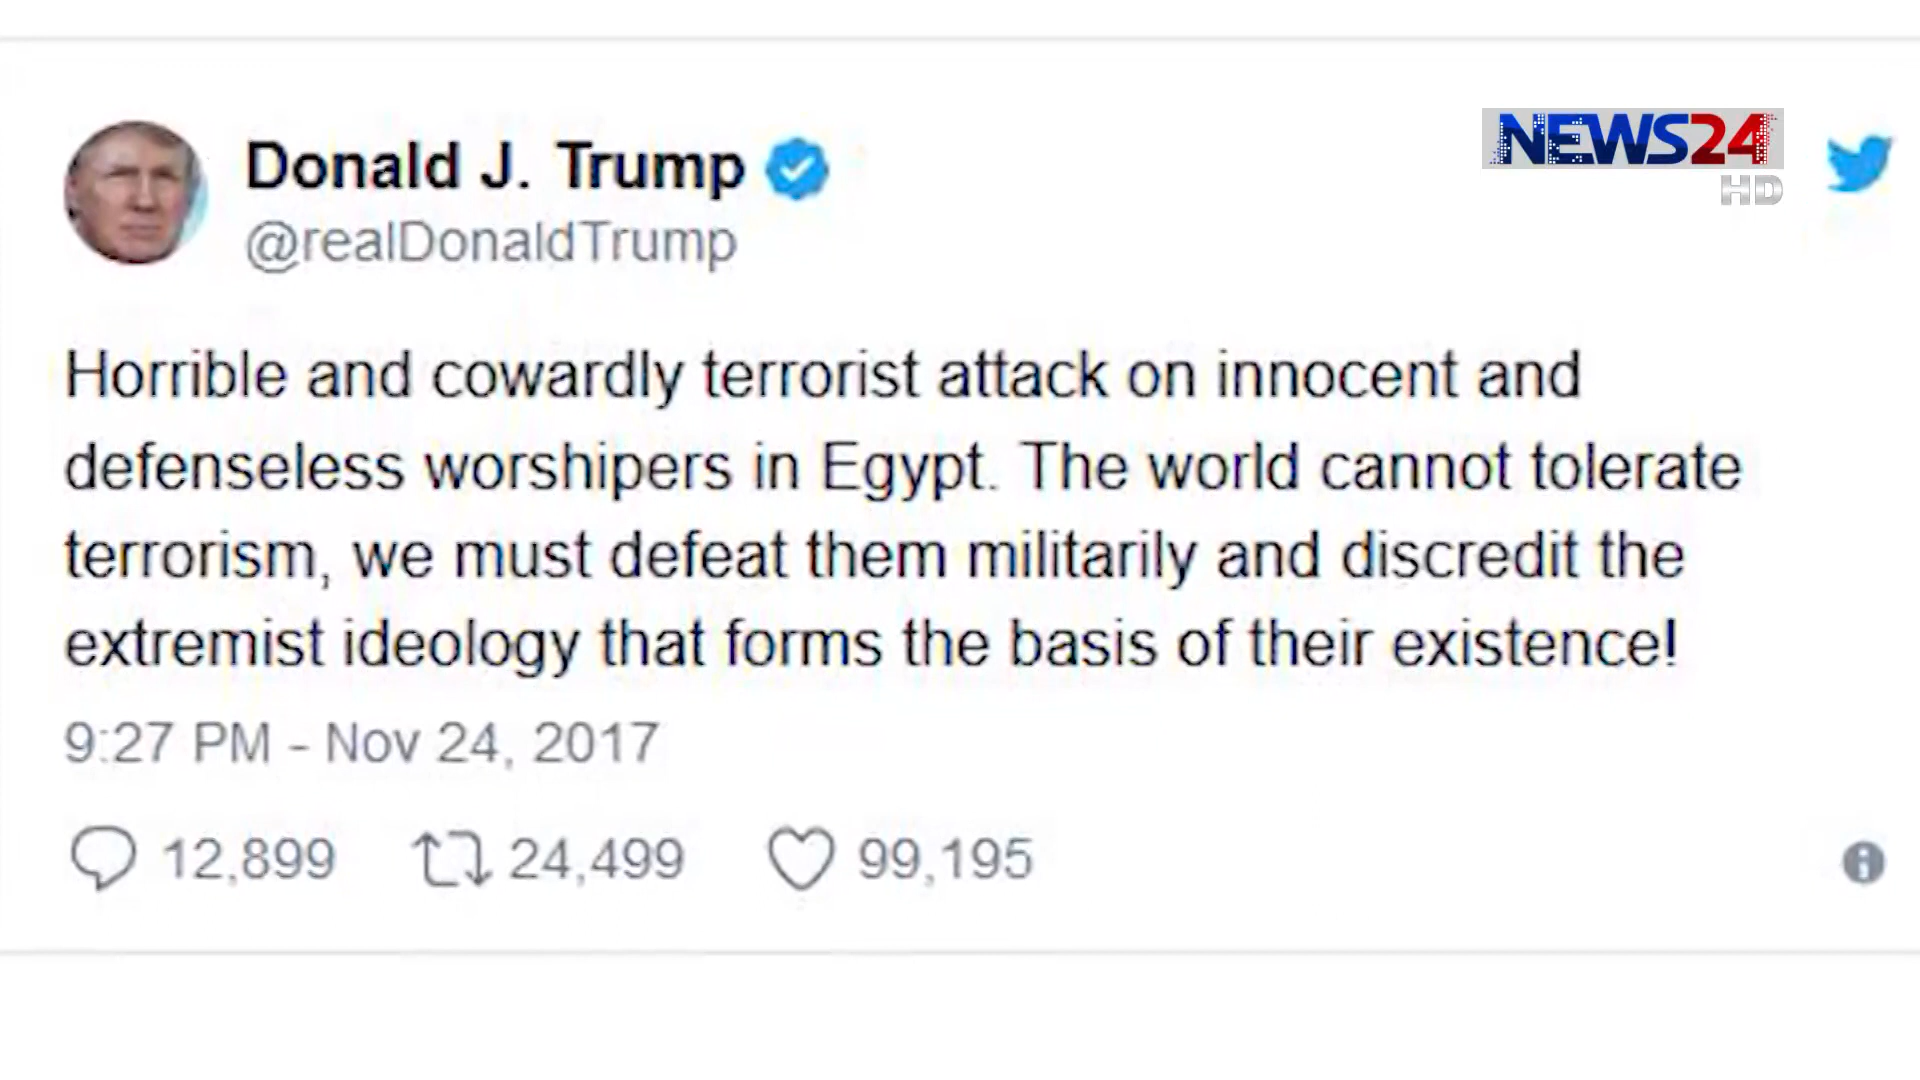 Donald J. Trump
@realDonaldTrump
NEWS24
HD
Horrible and cowardly terrorist attack on innocent and
defenseless worshipers in Egypt. The world cannot tolerate
terrorism, we must defeat them militarily and discredit the
extremist ideology that forms the basis of their existence!
9:27 PM - Nov 24, 2017
12,899 24,499 99,195